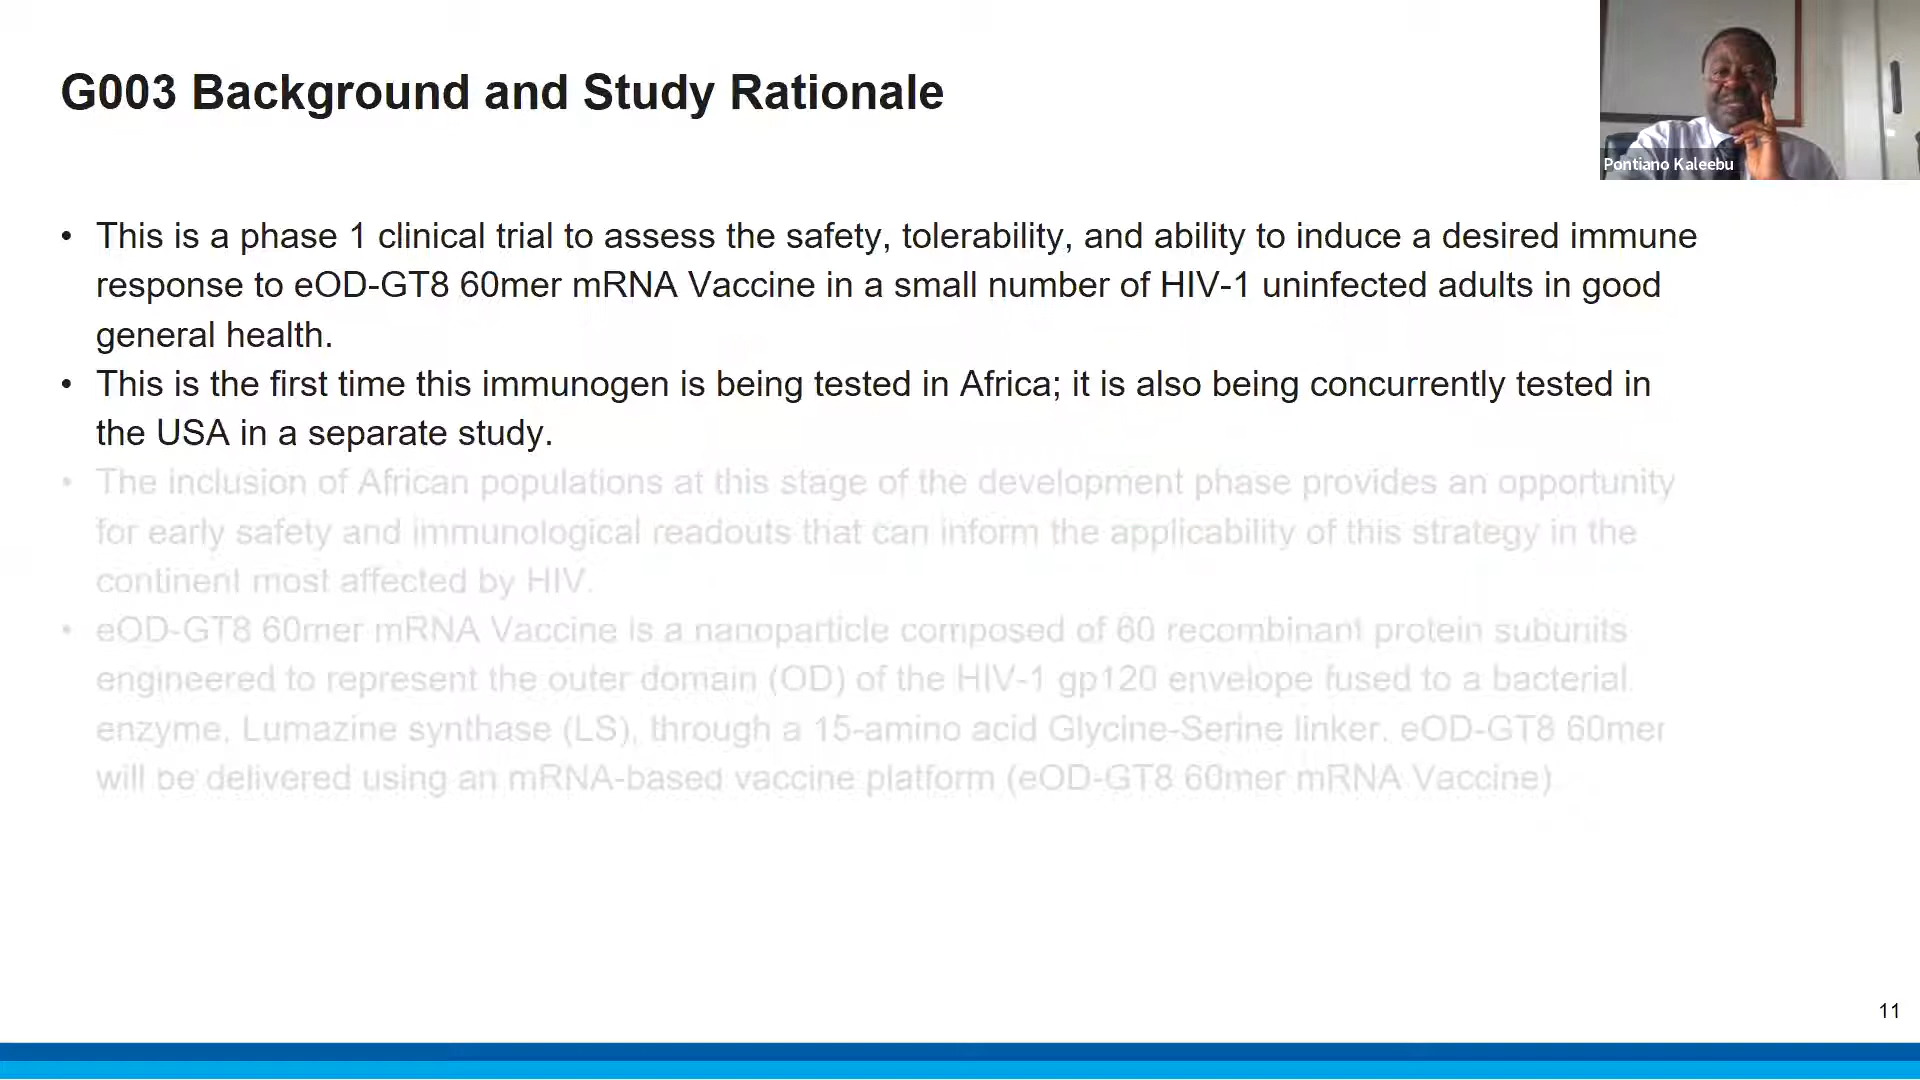 G003 Background and Study Rationale
Pontiano Kaleebu
• This is a phase 1 clinical trial to assess the safety, tolerability, and ability to induce a desired immune
response to eOD-GT8 60mer mRNA Vaccine in a small number of HIV-1 uninfected adults in good
general health.
• This is the first time this immunogen is being tested in Africa; it is also being concurrently tested in
the USA in a separate study.
• The inclusion of African populations at this stage of the development phase provides an opportunity
for early safety and immunological readouts that can inform the applicability of this strategy in the
continent most affected by HIV.
• eOD-GT8 60mer mRNA Vaccine is a nanoparticle composed of 60 recombinant protein subunits
engineered to represent the outer domain (OD) of the HIV-1 gp120 envelope fused to a bacterial
enzyme, Lumazine synthase (LS), through a 15-amino acid Glycine-Serine linker. eOD-GT8 60mer
will be delivered using an mRNA-based vaccine platform (eOD-GT8 60mer mRNA Vaccine)
11